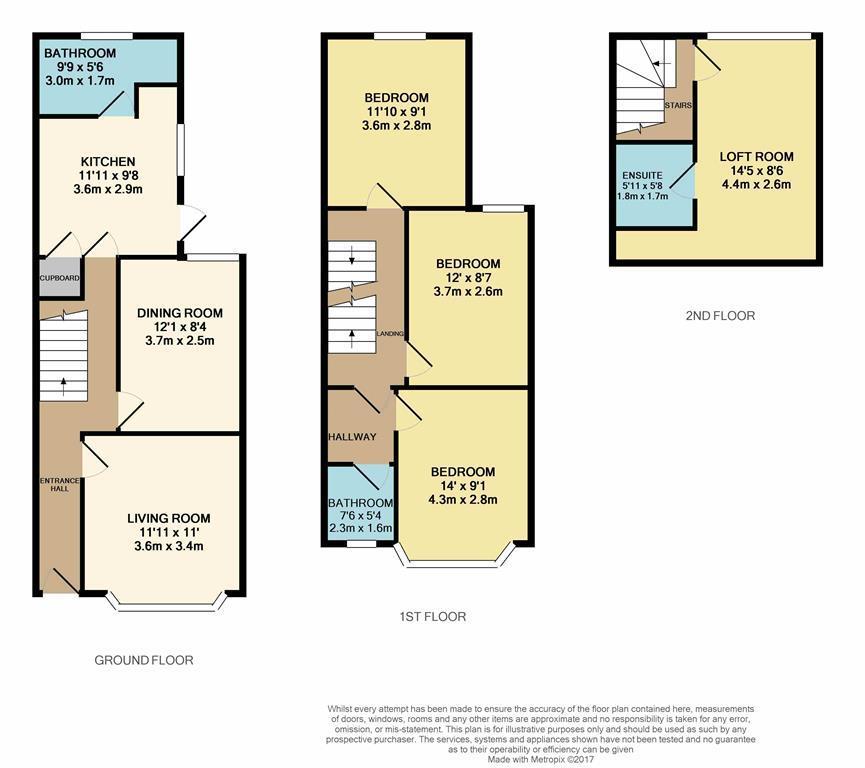 BATHROOM
9'9 x 5'6
3.0m x 1.7m
KITCHEN
11'11 x 9'8
3.6m x 2.9m
CUPBOARD
DINING ROOM
12'1 x 8'4
3.7m x 2.5m
ENTRANCE
HALL
LIVING ROOM
11'11 x 11'
3.6m x 3.4m
GROUND FLOOR
BEDROOM
11'10 x 9'1
3.6m x 2.8m
BEDROOM
12' x 8'7
3.7m x 2.6m
LANDING
HALLWAY
BEDROOM
14' x 9'1
4.3m x 2.8m
BATHROOM
7'6 x 5'4
2.3m x 1.6m
1ST FLOOR
STAIRS
LOFT ROOM
14'5 x 8'6
4.4m x 2.6m
ENSUITE
5'11 x 5'8
1.8m x 1.7m
2ND FLOOR
Whilst every attempt has been made to ensure the accuracy of the floor plan contained here, measurements
of doors, windows, rooms and any other items are approximate and no responsibility is taken for any error,
omission, or mis-statement. This plan is for illustrative purposes only and should be used as such by any
prospective purchaser. The services, systems and appliances shown have not been tested and no guarantee
as to their operability or efficiency can be given
Made with Metropix ©2017